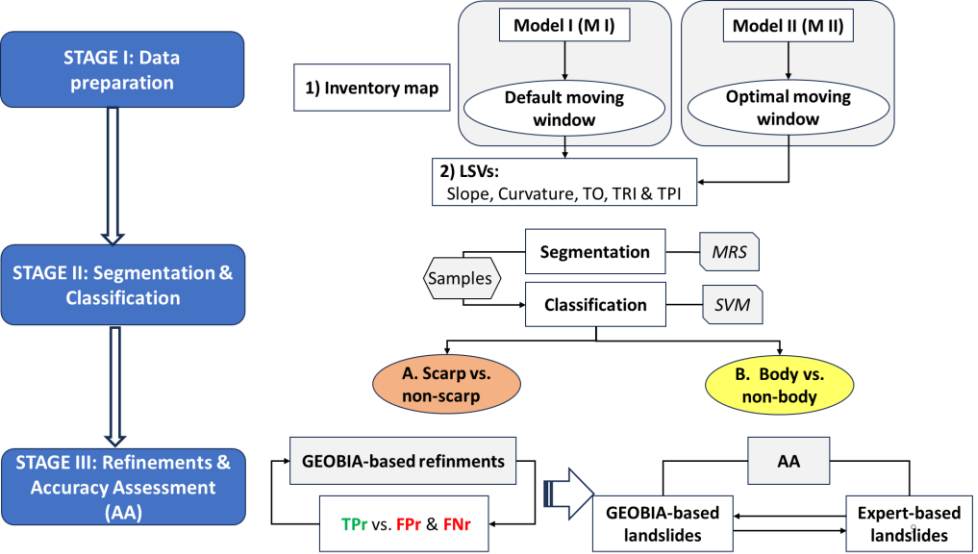 STAGE I: Data
preparation
1) Inventory map
Model I (M I)
Default moving
window
Model II (M II)
Optimal moving
window
2) LSVs:
Slope, Curvature, TO, TRI & TPI
STAGE II: Segmentation &
Classification
Segmentation
MRS
Samples
Classification
SVM
A. Scarp vs.
non-scarp
B. Body vs.
non-body
STAGE III: Refinements &
Accuracy Assessment
(AA)
GEOBIA-based refinments
TPr vs. FPr & FNr
AA
GEOBIA-based
landslides
Expert-based
landslides